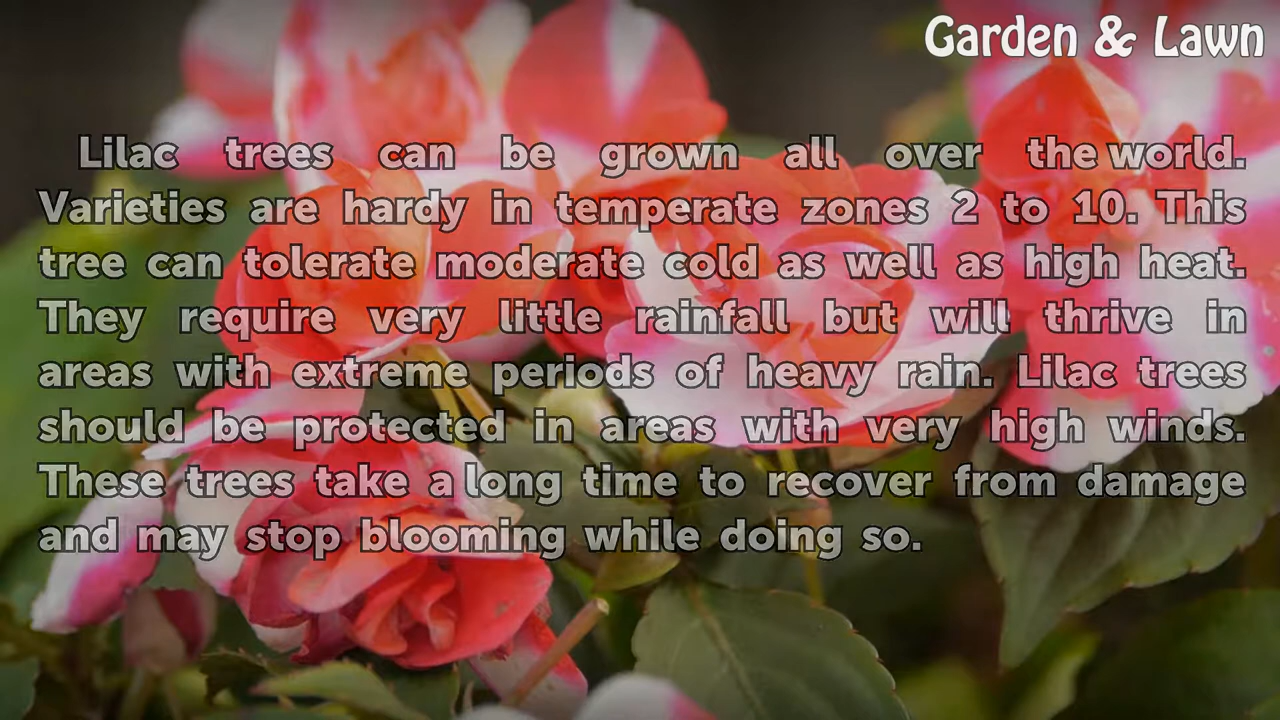 Garden & Lawn
Lilac trees can be grown all over the world.
Varieties are hardy in temperate zones 2 to 10. This
tree can tolerate moderate cold as well as high heat.
They require very little rainfall but will thrive in
areas with extreme periods of heavy rain. Lilac trees
should be protected in areas with very high winds.
These trees take a long time to recover from damage
and may stop blooming while doing so.